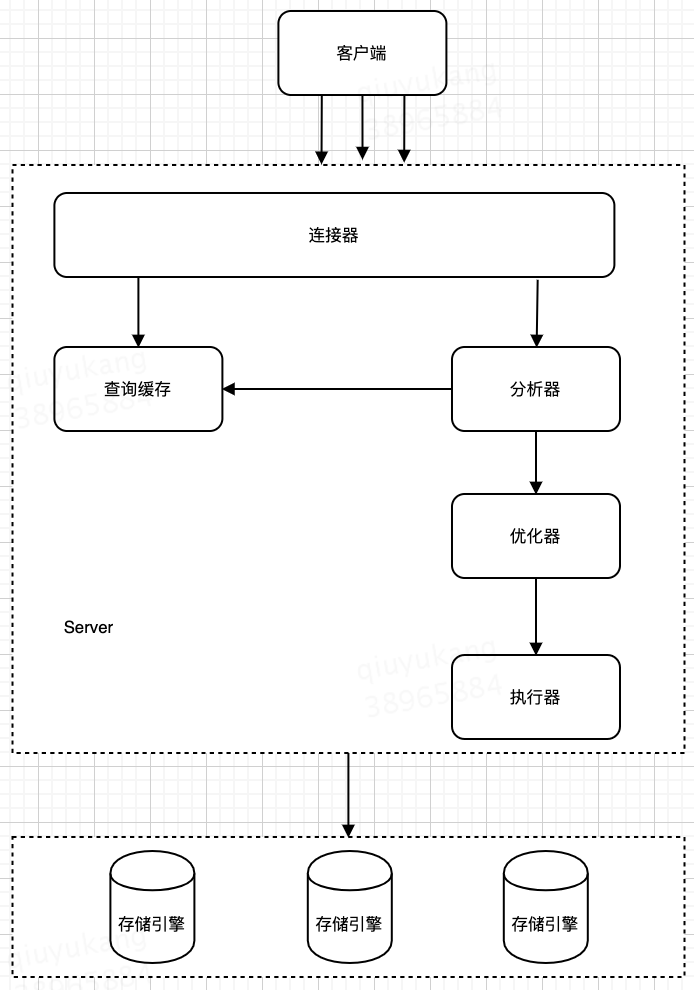 客户端
qiuyukang
38965884
连接器
qiuyukang
38965884
查询缓存
分析器
优化器
Server
qiuyukang
38965884
执行器
存储引擎
存储引擎
存储引擎
qiuyukang
38965884